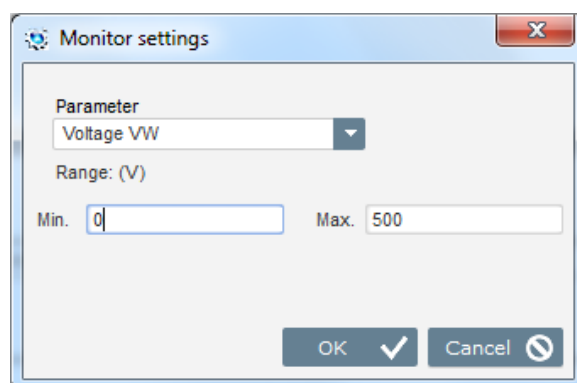 Monitor settings
Parameter
Voltage VW
Range: (V)
Min. 0 Max. 500
OK Cancel